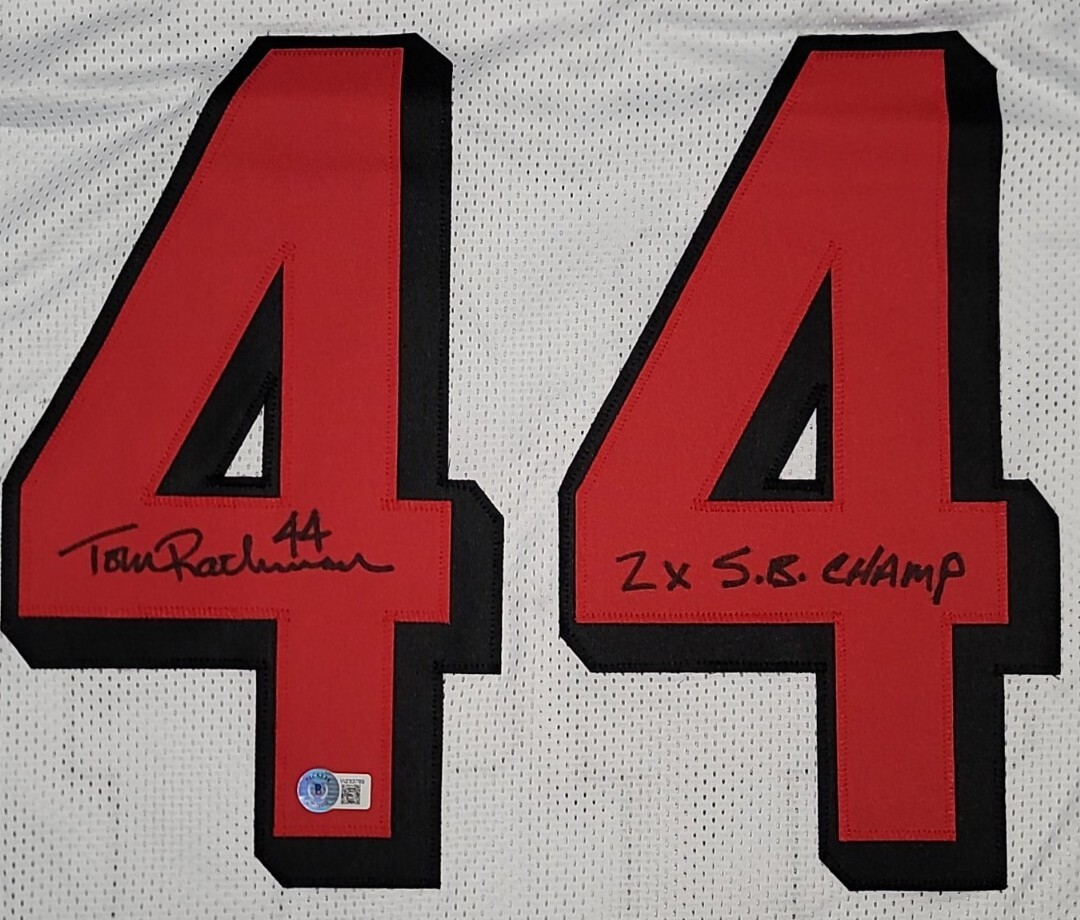 44
Tom Rathman 44
2x S.B. CHAMP